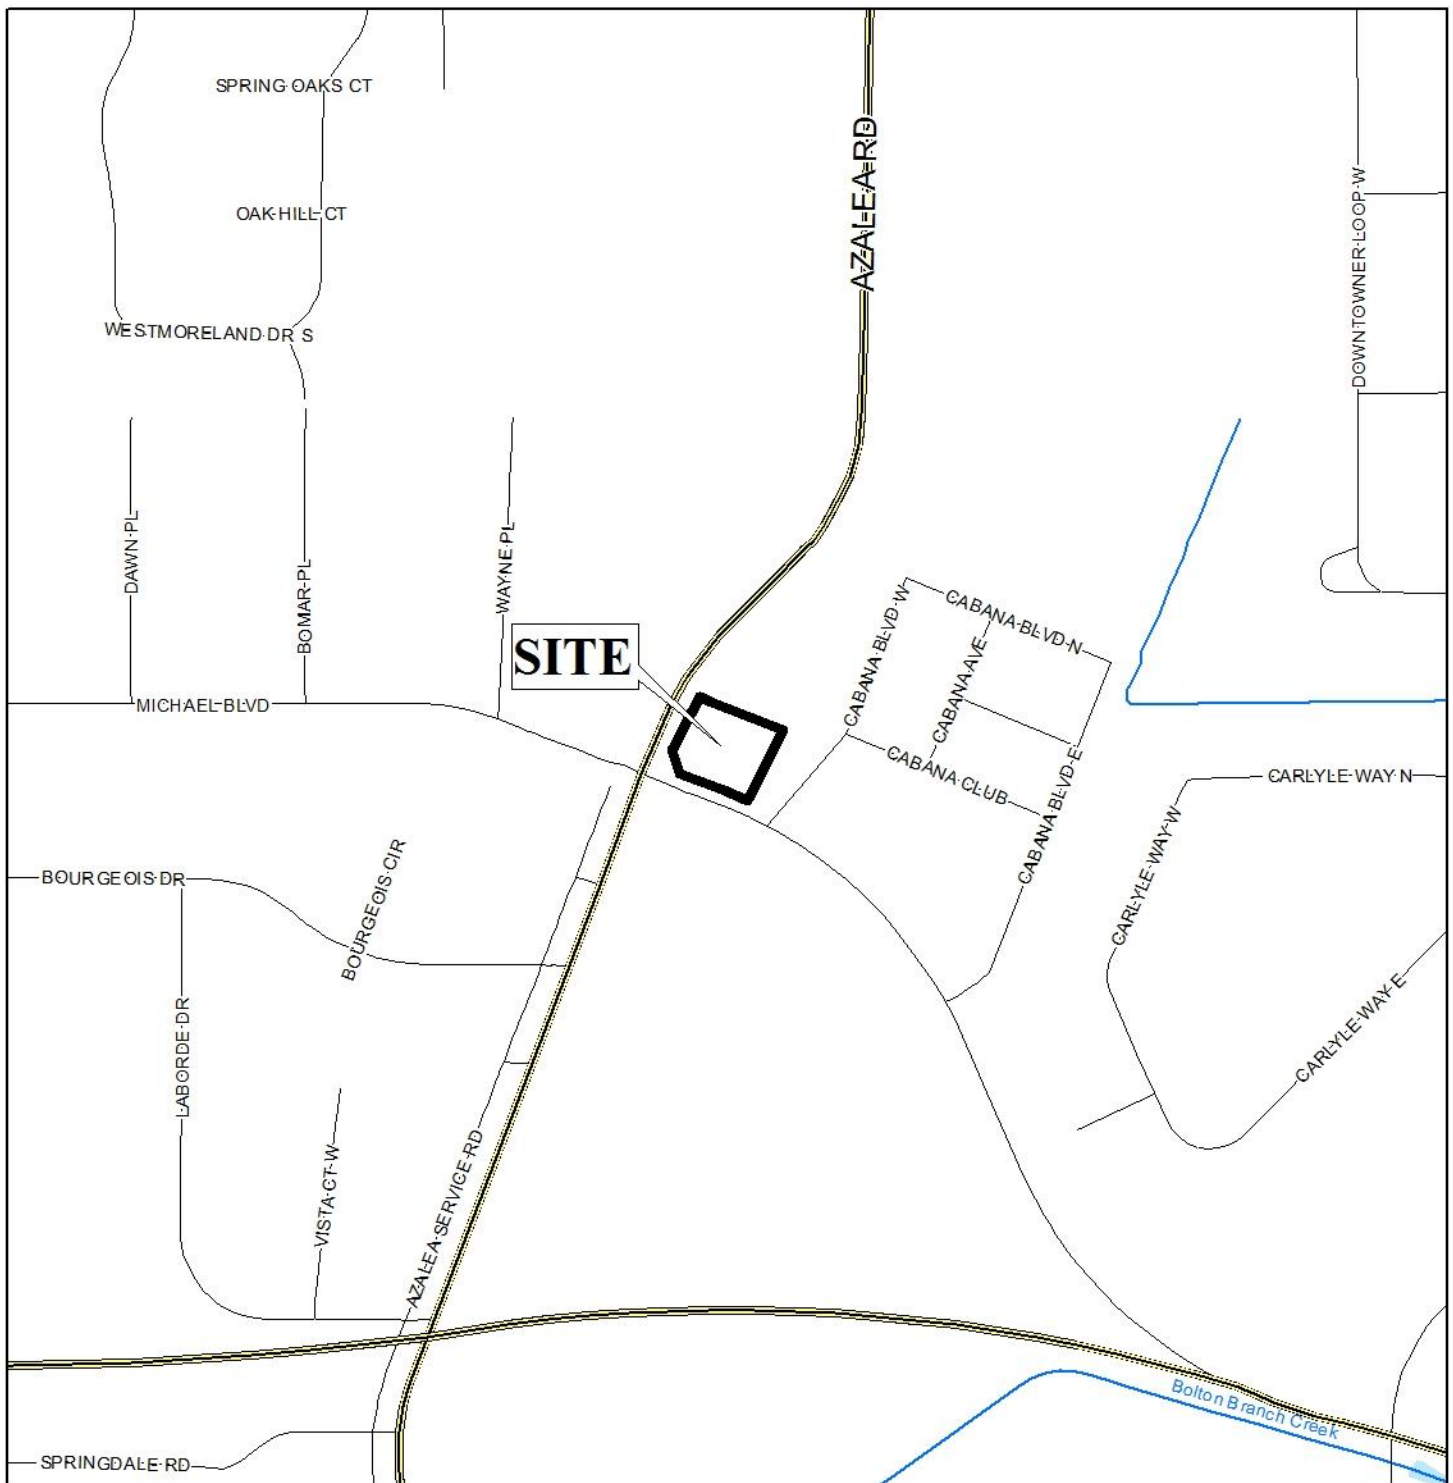 SPRING OAKS CT
AZALEA RD
OAK HILL CT
DOWNTOWNER LOOP W
WESTMORELAND DR S
DAWN PL
BOMAR PL
WAYNE PL
SITE
CABANA BLVD W
CABANA BLVD N
CABANA AVE
MICHAEL BLVD
CABANA CLUB
CABANA BLVD E
CARLYLE WAY N
CARLYLE WAY W
BOURGEOIS DR
BOURGEOIS CIR
LABORDE DR
CARLYLE WAY E
VISTA CT W
AZALEA SERVICE RD
Bolton Branch Creek
SPRINGDALE RD